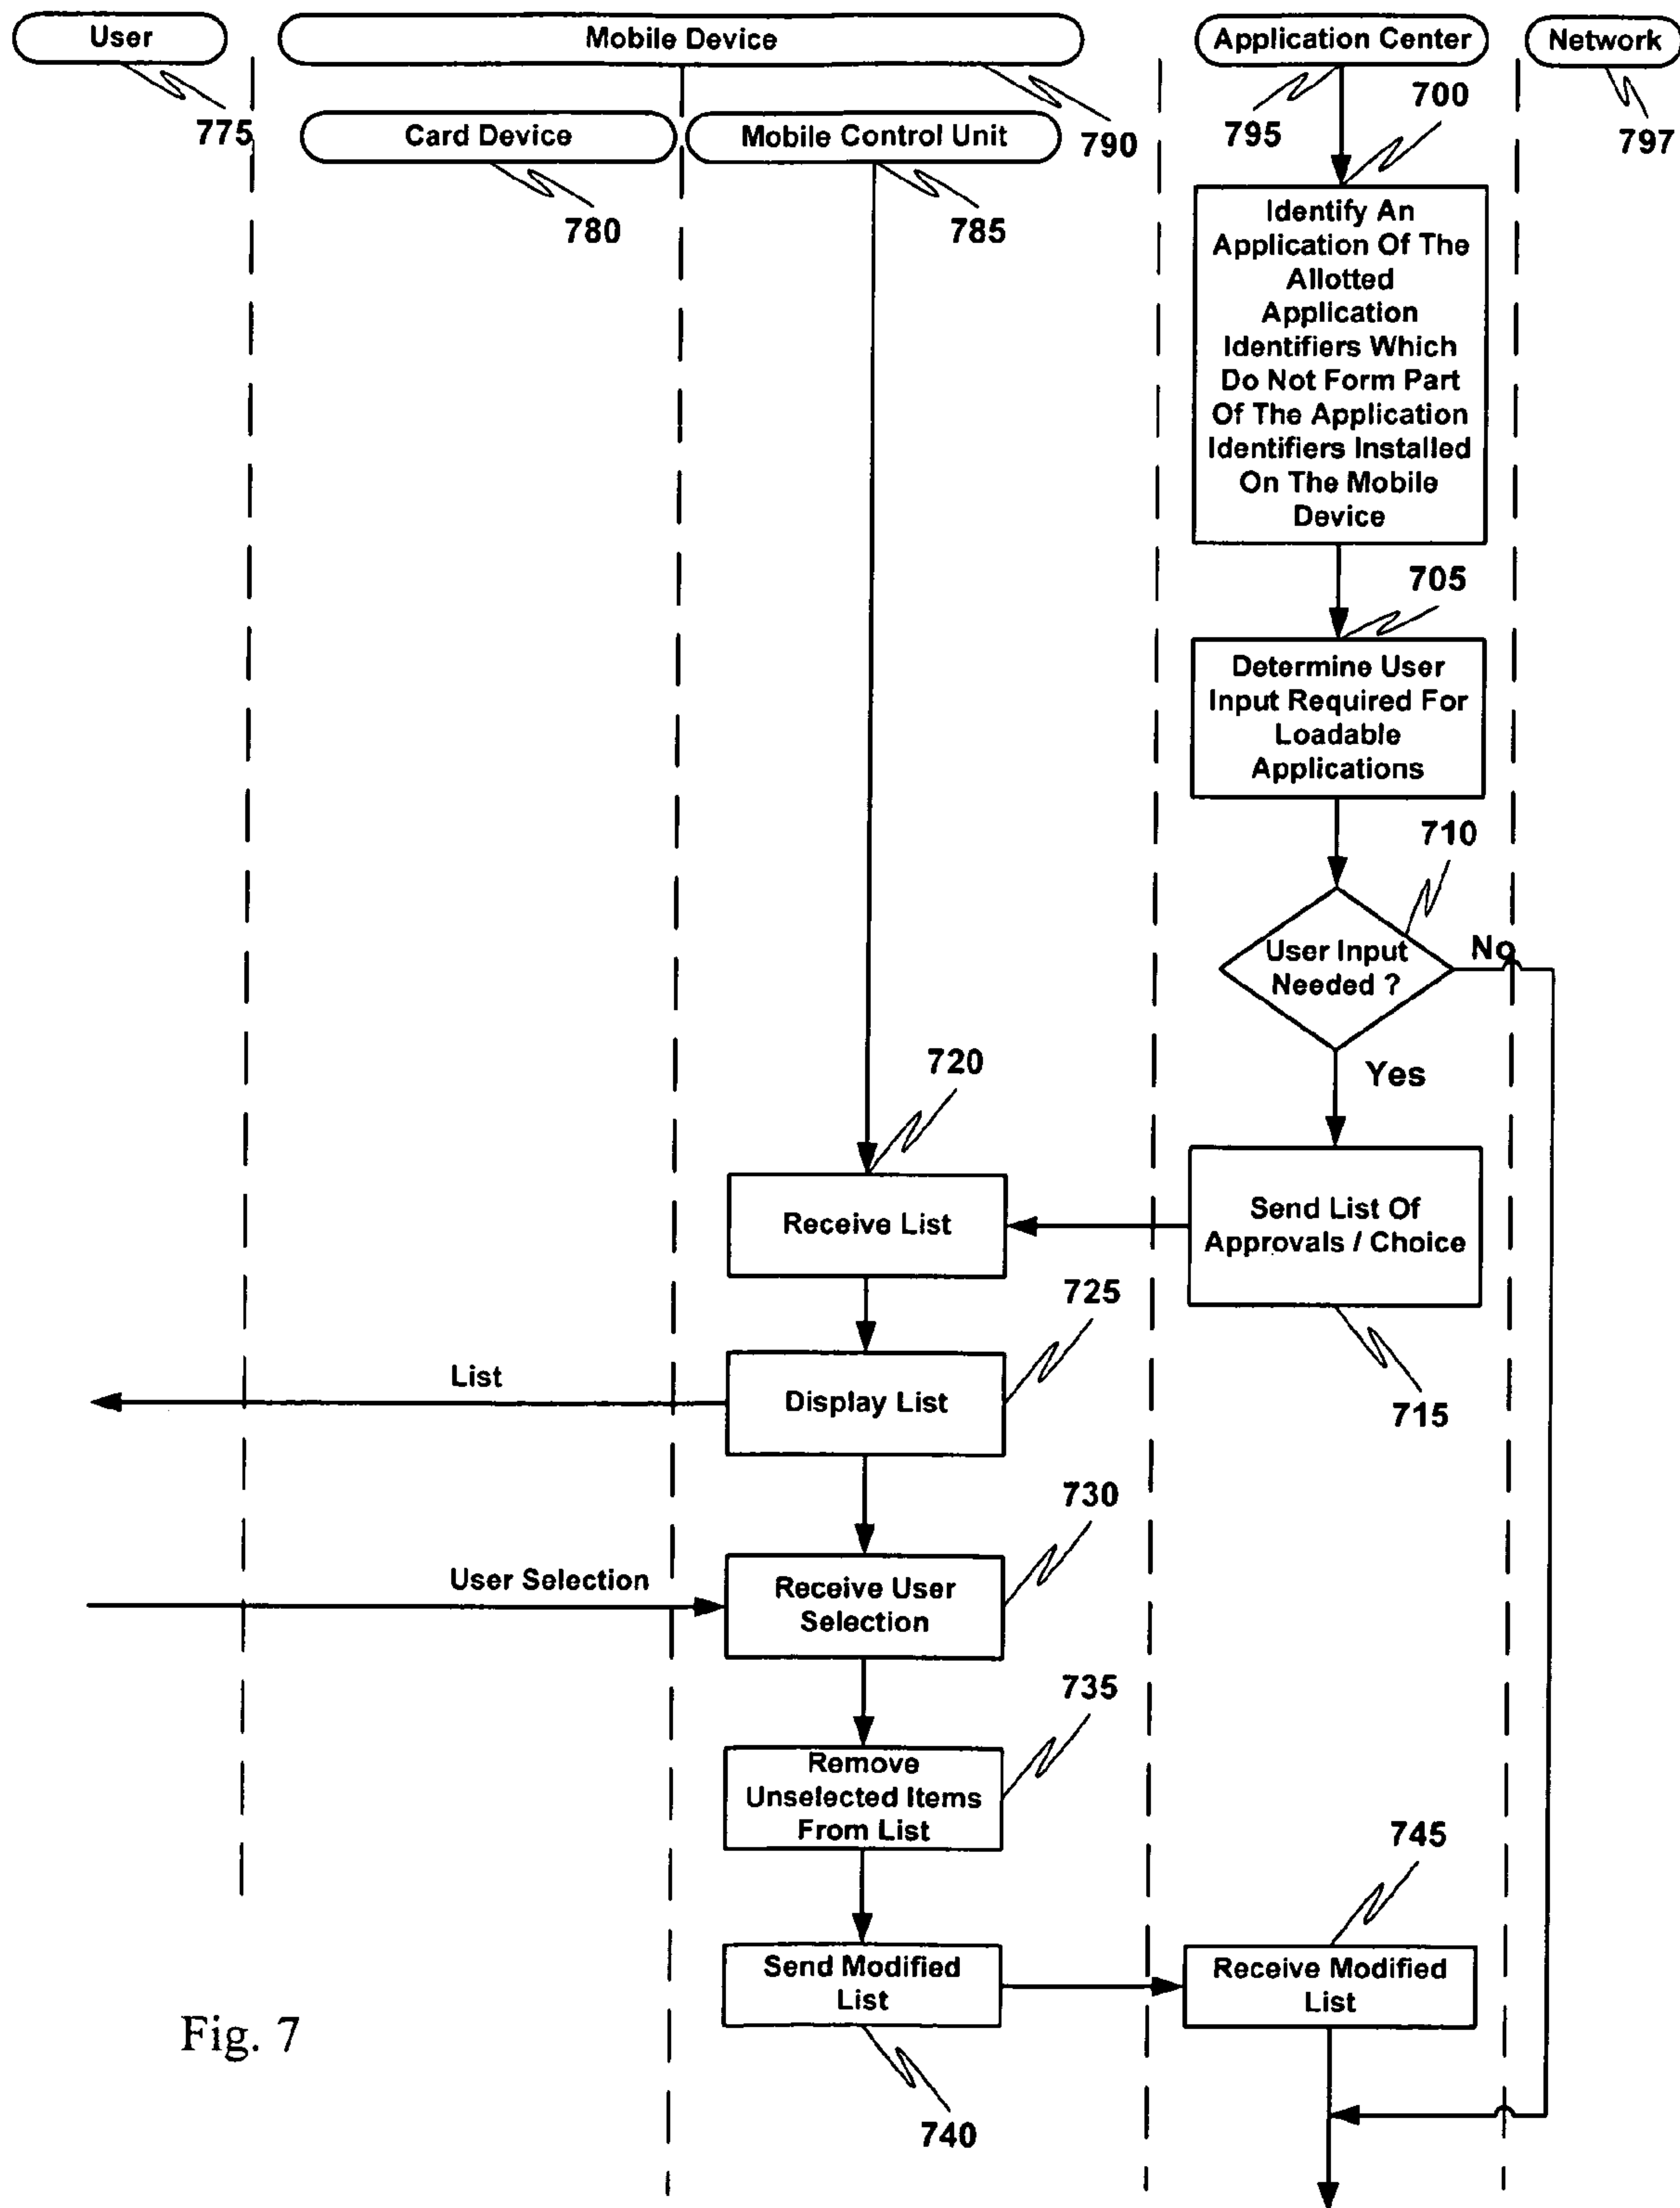 User
Mobile Device
Application Center
Network
775
Card Device
Mobile Control Unit
790
795
700
797
780
785
Identify An
Application Of The
Allotted
Application
Identifiers Which
Do Not Form Part
Of The Application
Identifiers Installed
On The Mobile
Device
705
Determine User
Input Required For
Loadable
Applications
710
User Input
Needed ?
No
Yes
720
Receive List
Send List Of
Approvals / Choice
715
725
List
Display List
730
User Selection
Receive User
Selection
735
Remove
Unselected Items
From List
745
Send Modified
List
Receive Modified
List
740
Fig. 7